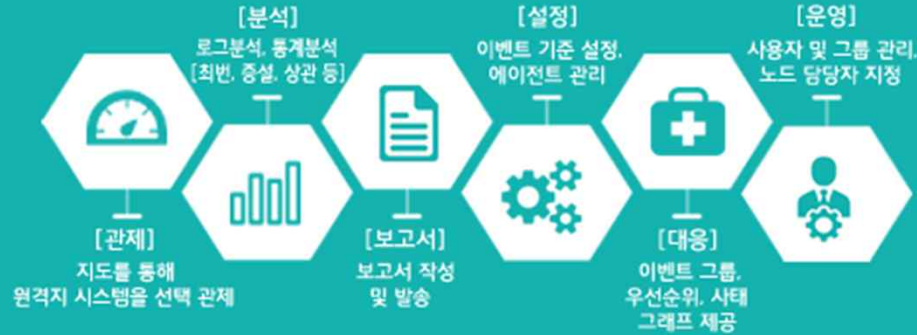 [분석]
로그분석, 통계분석
[최번, 증설, 상관 등]
[설정]
이벤트 기준 설정,
에이전트 관리
[운영]
사용자 및 그룹 관리,
노드 담당자 지정
[관제]
지도를 통해
원격지 시스템을 선택 관제
[보고서]
보고서 작성
및 발송
[대응]
이벤트 그룹,
우선순위, 사태
그래프 제공